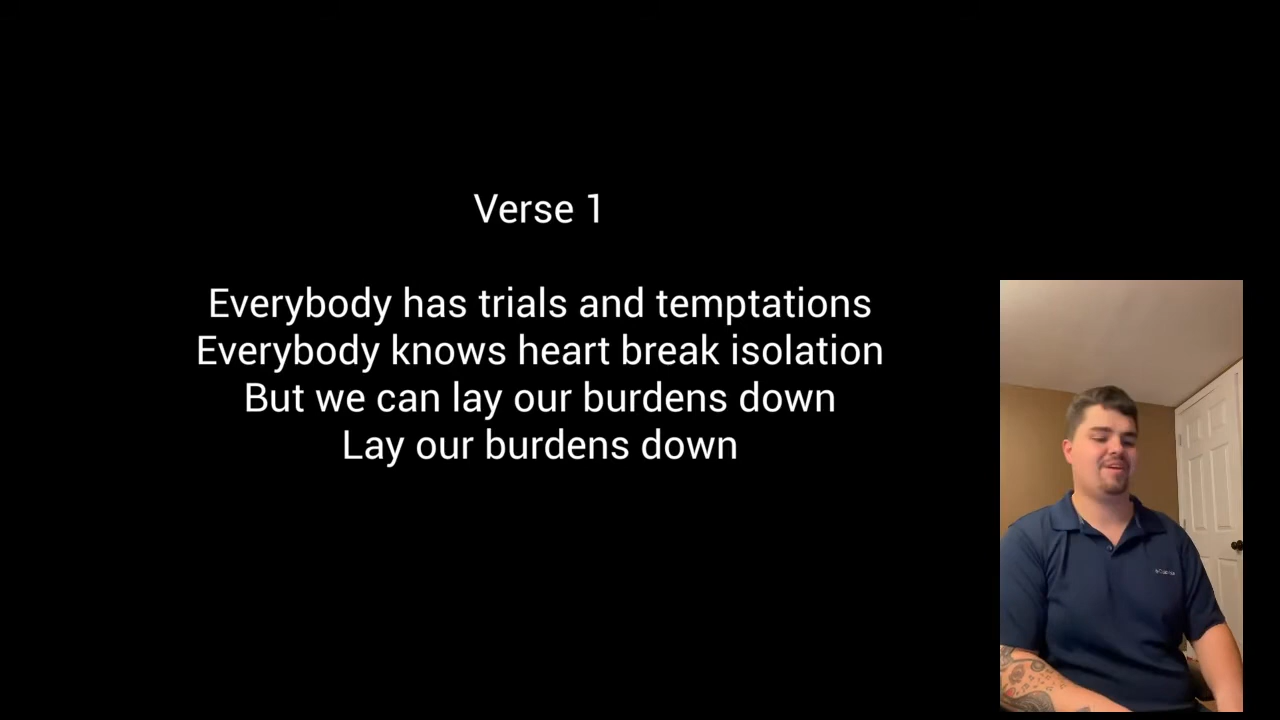 Verse 1
Everybody has trials and temptations
Everybody knows heart break isolation
But we can lay our burdens down
Lay our burdens down